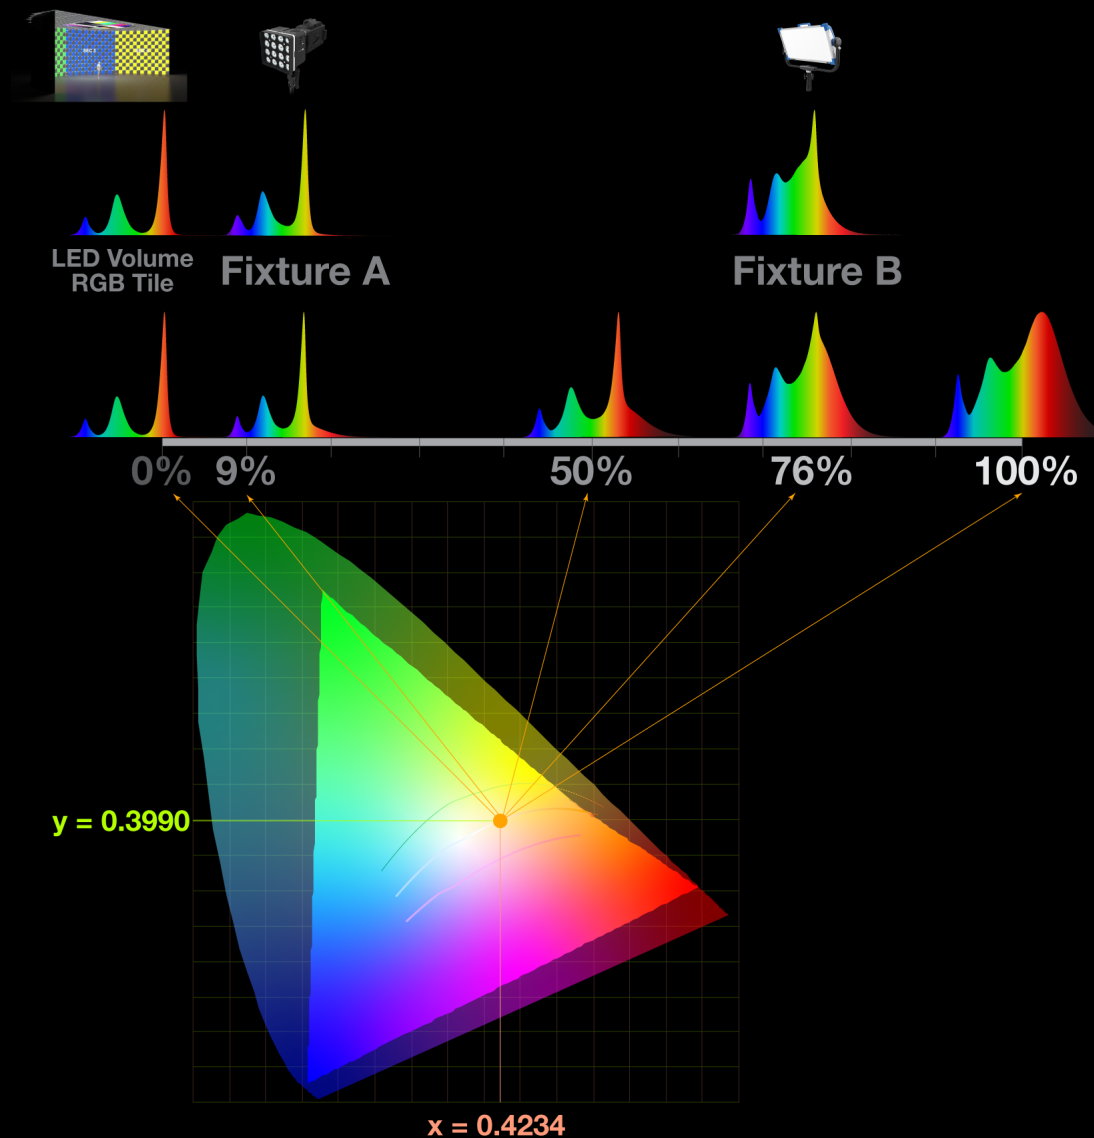 LED Volume
RGB Tile
Fixture A
Fixture B
0%
9%
50%
76%
100%
y = 0.3990
x = 0.4234